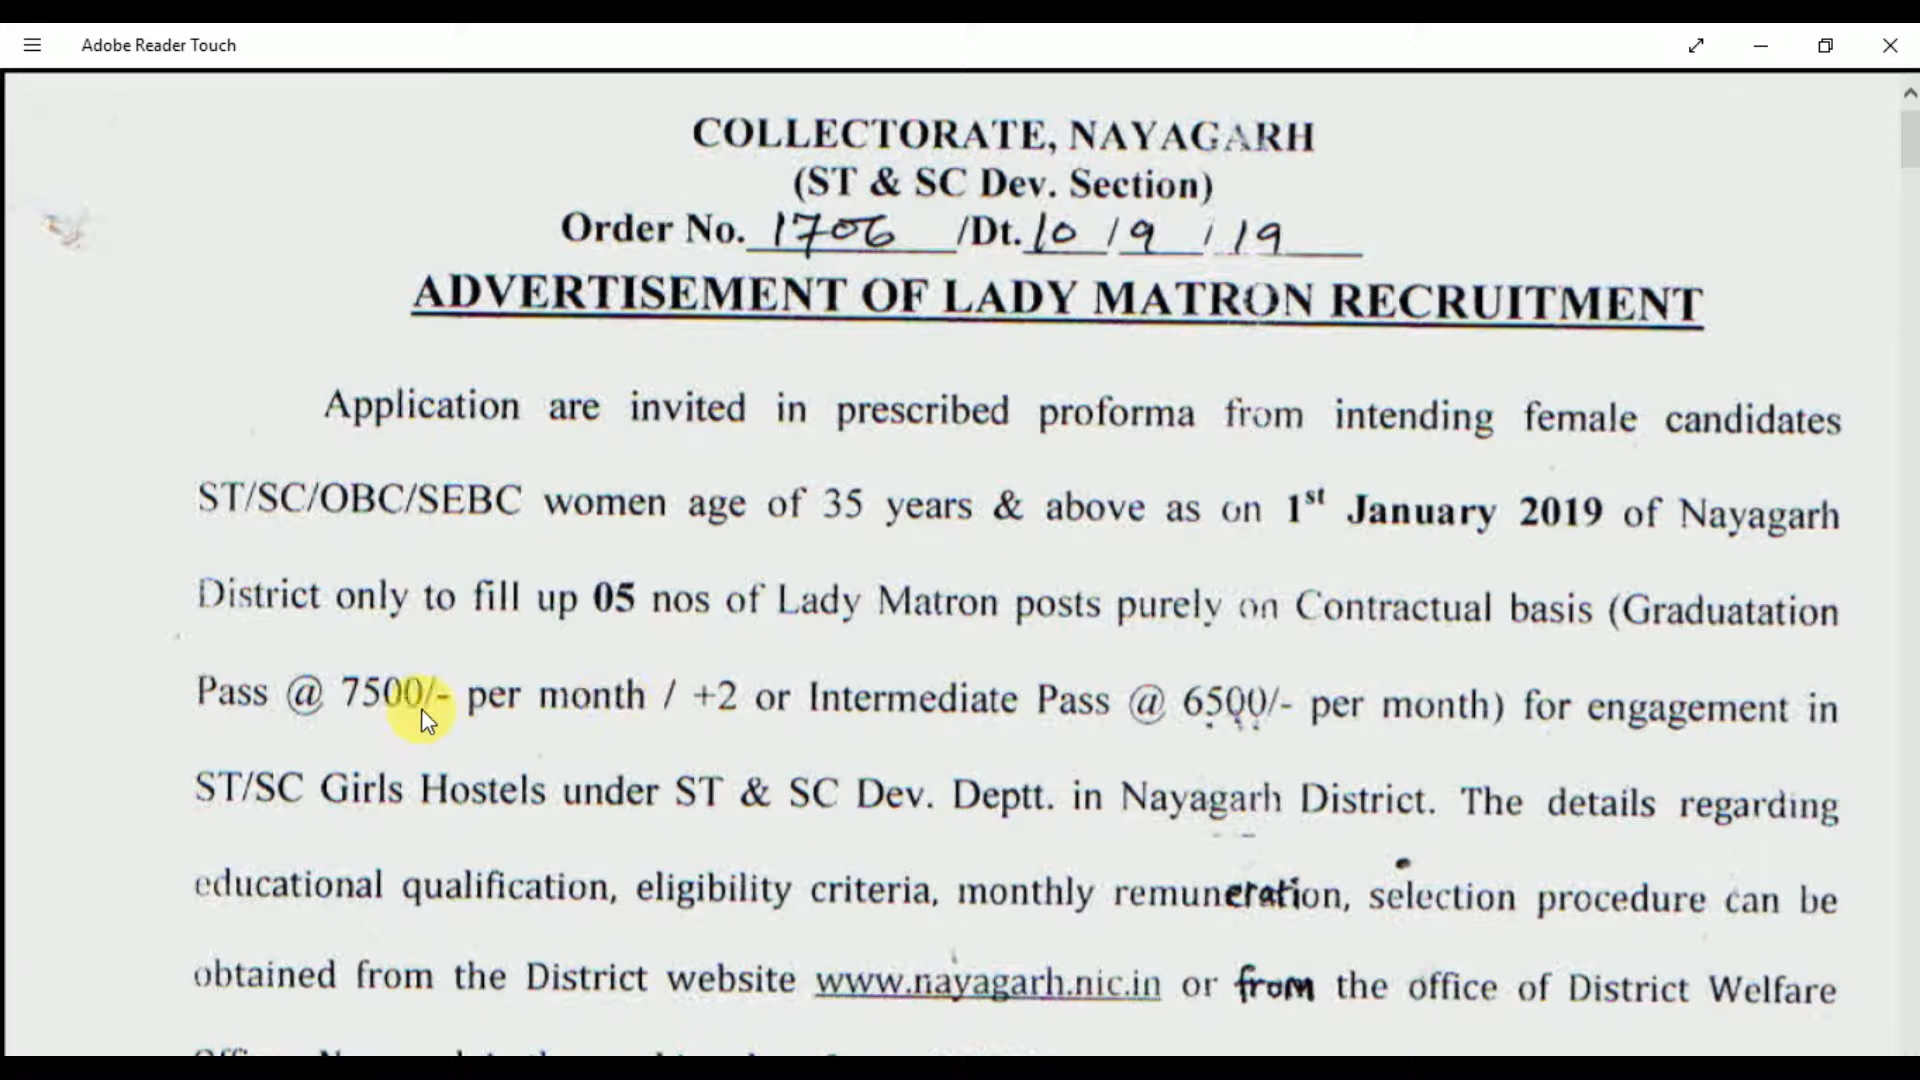 Adobe Reader Touch
COLLECTORATE, NAYAGARH
(ST & SC Dev. Section)
Order No. 1706 /Dt. 10 / 9 / 19
ADVERTISEMENT OF LADY MATRON RECRUITMENT
Application are invited in prescribed proforma from intending female candidates
ST/SC/OBC/SEBC women age of 35 years & above as on 1st January 2019 of Nayagarh
District only to fill up 05 nos of Lady Matron posts purely on Contractual basis (Graduatation
Pass @ 7500/- per month / +2 or Intermediate Pass @ 6500/- per month) for engagement in
ST/SC Girls Hostels under ST & SC Dev. Deptt. in Nayagarh District. The details regarding
educational qualification, eligibility criteria, monthly remuneration, selection procedure can be
obtained from the District website www.nayagarh.nic.in or from the office of District Welfare